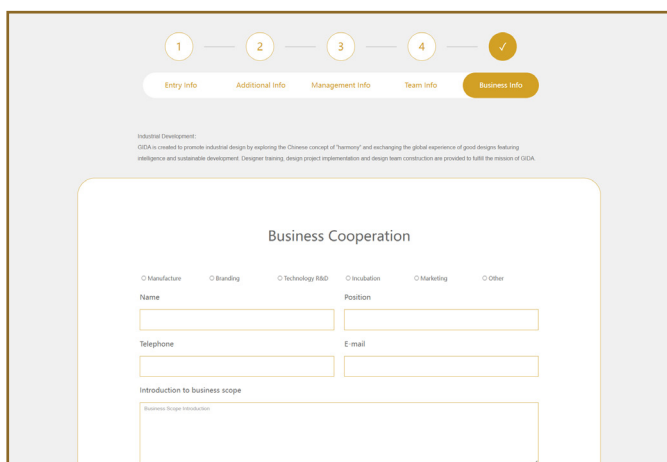 1 2 3 4 ✓
Entry Info Additional Info Management Info Team Info Business Info
Industrial Development:
GIDA is created to promote industrial design by exploring the Chinese concept of "harmony" and exchanging the global experience of good designs featuring
intelligence and sustainable development. Designer training, design project implementation and design team construction are provided to fulfill the mission of GIDA.
Business Cooperation
Manufacture Branding Technology R&D Incubation Marketing Other
Name Position
Telephone E-mail
Introduction to business scope
Business Scope Introduction